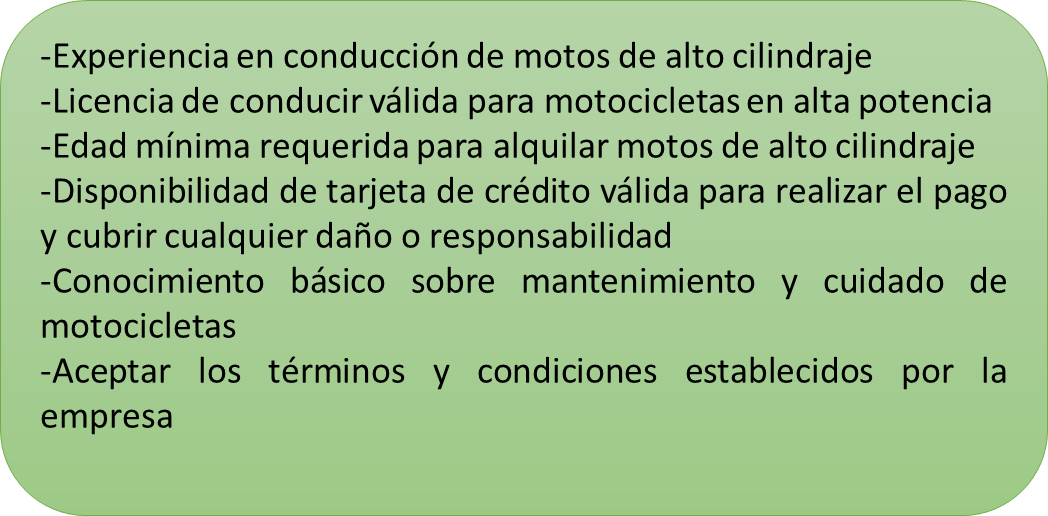 -Experiencia en conducción de motos de alto cilindraje
-Licencia de conducir válida para motocicletas en alta potencia
-Edad mínima requerida para alquilar motos de alto cilindraje
-Disponibilidad de tarjeta de crédito válida para realizar el pago
y cubrir cualquier daño o responsabilidad
-Conocimiento básico sobre mantenimiento y cuidado de
motocicletas
-Aceptar los términos y condiciones establecidos por la
empresa